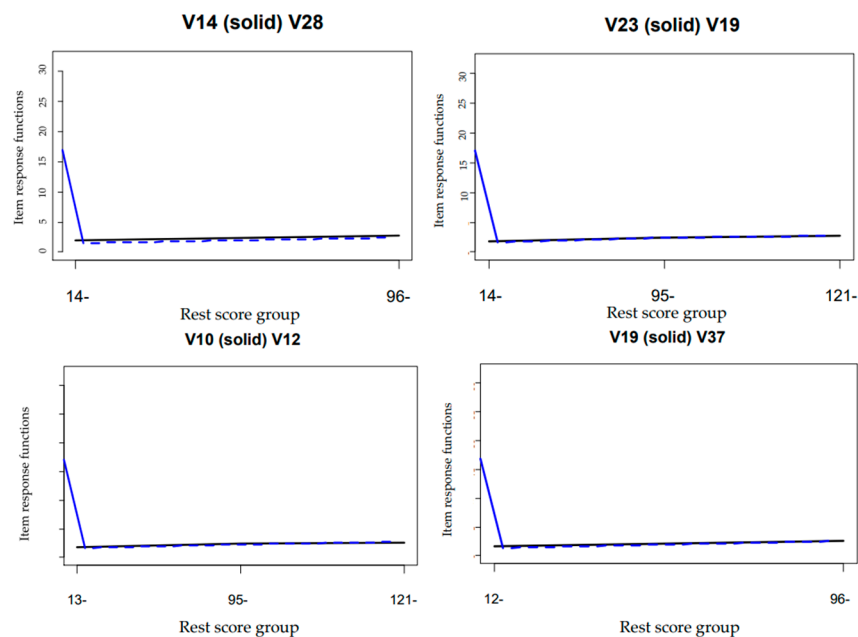 V14 (solid) V28
Item response functions
30
25
20
15
10
5
0
14-
96-
Rest score group
V23 (solid) V19
Item response functions
30
25
20
15
10
14-
95-
121-
Rest score group
V10 (solid) V12
Item response functions
13-
95-
121-
Rest score group
V19 (solid) V37
Item response functions
12-
96-
Rest score group